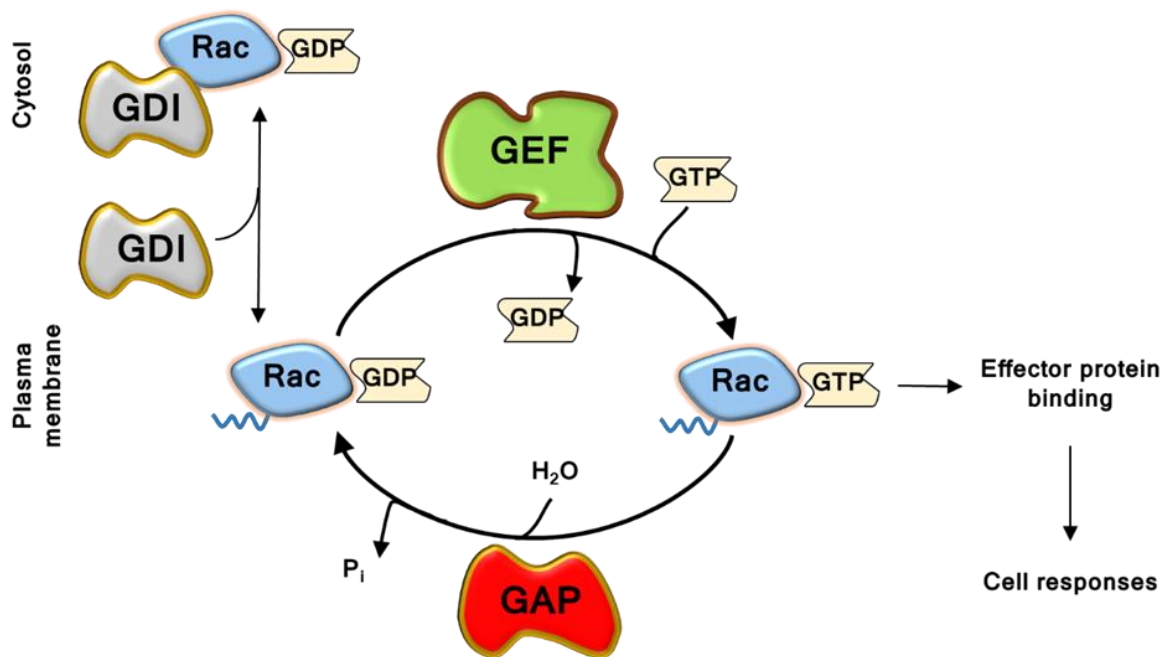 Cytosol
Rac
GDP
GDI
GEF
GTP
GDI
GDP
Plasma
membrane
Rac
GDP
Rac
GTP
Effector protein
binding
H₂O
Pᵢ
GAP
Cell responses